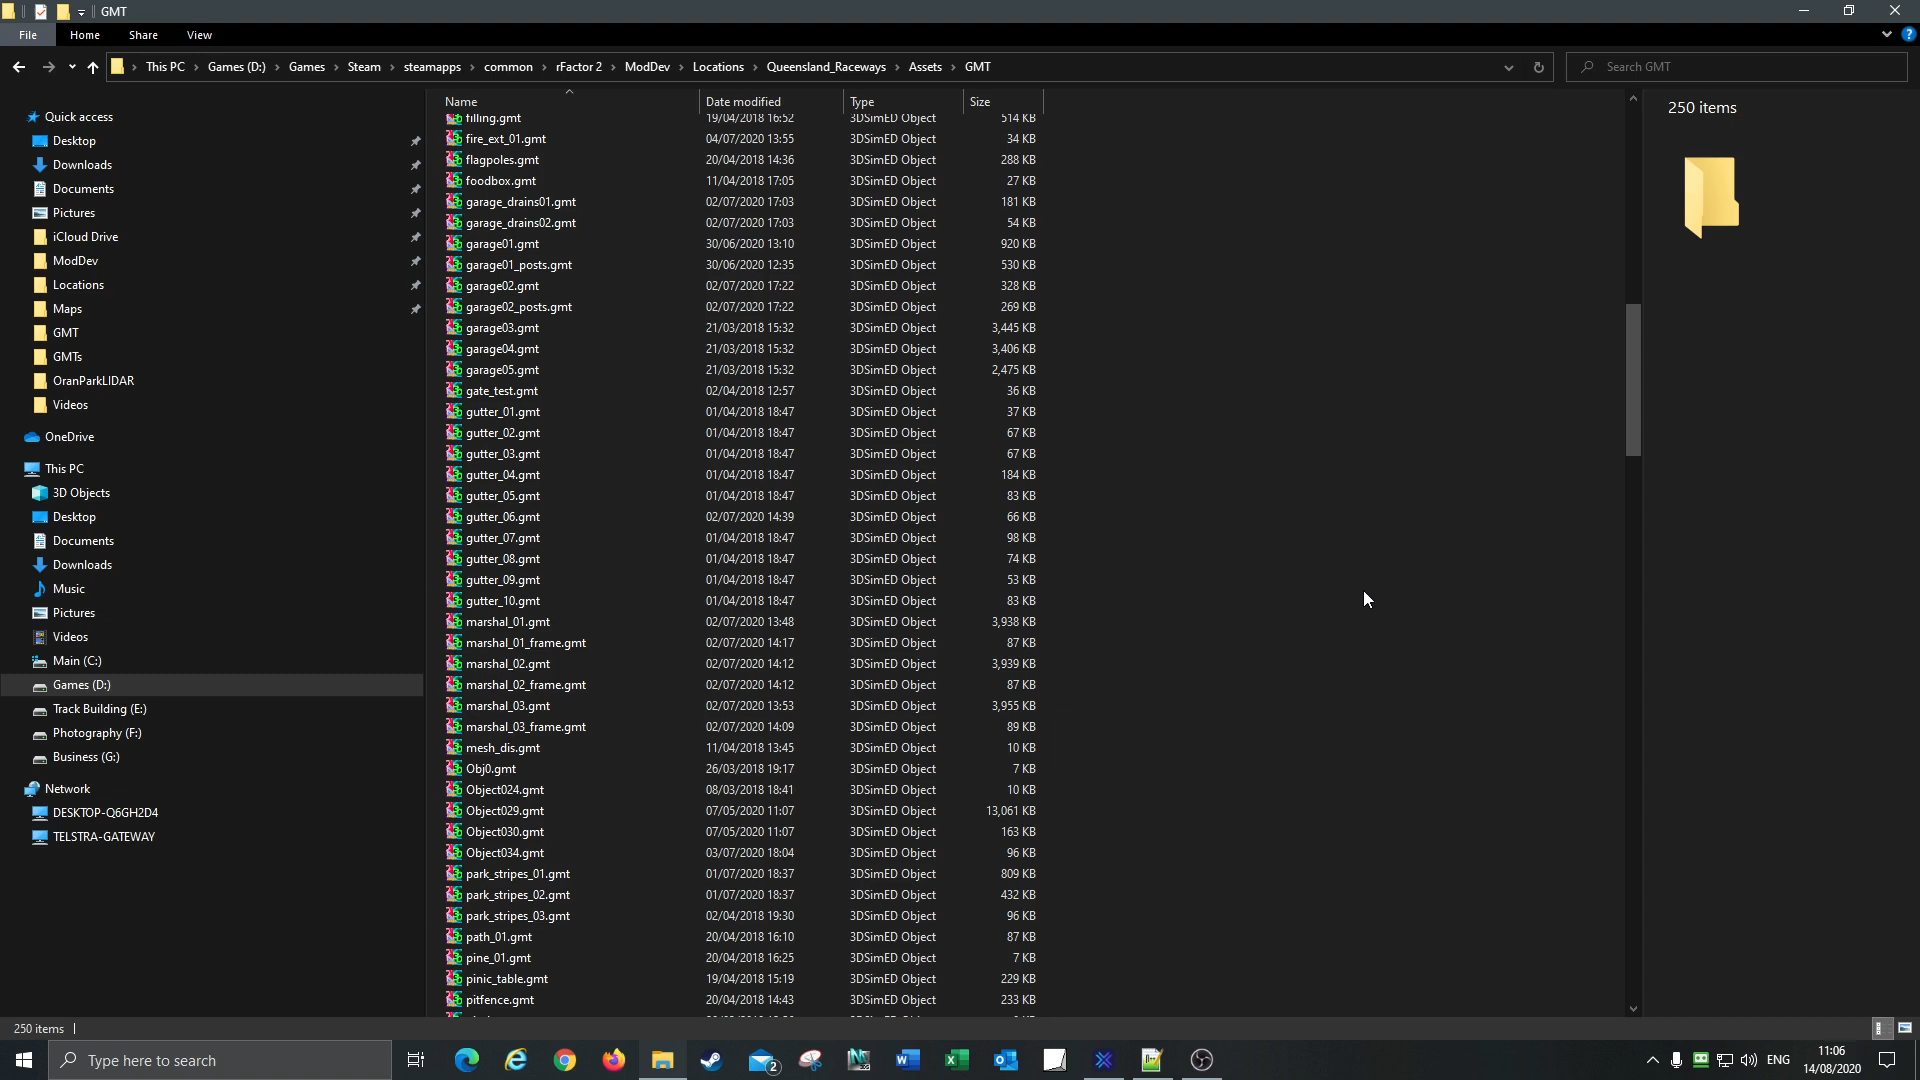 GMT
File Home Share View
This PC Games (D:) Games Steam steamapps common rFactor 2 ModDev Locations Queensland_Raceways Assets GMT
Search GMT
Quick access
Desktop
Downloads
Documents
Pictures
iCloud Drive
ModDev
Locations
Maps
GMT
GMTs
OranParkLIDAR
Videos
OneDrive
This PC
3D Objects
Desktop
Documents
Downloads
Music
Pictures
Videos
Main (C:)
Games (D:)
Track Building (E:)
Photography (F:)
Business (G:)
Network
DESKTOP-Q6GH2D4
TELSTRA-GATEWAY
Name Date modified Type Size
filling.gmt 19/04/2018 16:52 3DSimED Object 514 KB
fire_ext_01.gmt 04/07/2020 13:55 3DSimED Object 34 KB
flagpoles.gmt 20/04/2018 14:36 3DSimED Object 288 KB
foodbox.gmt 11/04/2018 17:05 3DSimED Object 27 KB
garage_drains01.gmt 02/07/2020 17:03 3DSimED Object 181 KB
garage_drains02.gmt 02/07/2020 17:03 3DSimED Object 54 KB
garage01.gmt 30/06/2020 13:10 3DSimED Object 920 KB
garage01_posts.gmt 30/06/2020 12:35 3DSimED Object 530 KB
garage02.gmt 02/07/2020 17:22 3DSimED Object 328 KB
garage02_posts.gmt 02/07/2020 17:22 3DSimED Object 269 KB
garage03.gmt 21/03/2018 15:32 3DSimED Object 3,445 KB
garage04.gmt 21/03/2018 15:32 3DSimED Object 3,406 KB
garage05.gmt 21/03/2018 15:32 3DSimED Object 2,475 KB
gate_test.gmt 02/04/2018 12:57 3DSimED Object 36 KB
gutter_01.gmt 01/04/2018 18:47 3DSimED Object 37 KB
gutter_02.gmt 01/04/2018 18:47 3DSimED Object 67 KB
gutter_03.gmt 01/04/2018 18:47 3DSimED Object 67 KB
gutter_04.gmt 01/04/2018 18:47 3DSimED Object 184 KB
gutter_05.gmt 01/04/2018 18:47 3DSimED Object 83 KB
gutter_06.gmt 02/07/2020 14:39 3DSimED Object 66 KB
gutter_07.gmt 01/04/2018 18:47 3DSimED Object 98 KB
gutter_08.gmt 01/04/2018 18:47 3DSimED Object 74 KB
gutter_09.gmt 01/04/2018 18:47 3DSimED Object 53 KB
gutter_10.gmt 01/04/2018 18:47 3DSimED Object 83 KB
marshal_01.gmt 02/07/2020 13:48 3DSimED Object 3,938 KB
marshal_01_frame.gmt 02/07/2020 14:17 3DSimED Object 87 KB
marshal_02.gmt 02/07/2020 14:12 3DSimED Object 3,939 KB
marshal_02_frame.gmt 02/07/2020 14:12 3DSimED Object 87 KB
marshal_03.gmt 02/07/2020 13:53 3DSimED Object 3,955 KB
marshal_03_frame.gmt 02/07/2020 14:09 3DSimED Object 89 KB
mesh_dis.gmt 11/04/2018 13:45 3DSimED Object 10 KB
Obj0.gmt 26/03/2018 19:17 3DSimED Object 7 KB
Object024.gmt 08/03/2018 18:41 3DSimED Object 10 KB
Object029.gmt 07/05/2020 11:07 3DSimED Object 13,061 KB
Object030.gmt 07/05/2020 11:07 3DSimED Object 163 KB
Object034.gmt 03/07/2020 18:04 3DSimED Object 96 KB
park_stripes_01.gmt 01/07/2020 18:37 3DSimED Object 809 KB
park_stripes_02.gmt 01/07/2020 18:37 3DSimED Object 432 KB
park_stripes_03.gmt 02/04/2018 19:30 3DSimED Object 96 KB
path_01.gmt 20/04/2018 16:10 3DSimED Object 87 KB
pine_01.gmt 20/04/2018 16:25 3DSimED Object 7 KB
pinic_table.gmt 19/04/2018 15:19 3DSimED Object 229 KB
pitfence.gmt 20/04/2018 14:43 3DSimED Object 233 KB
250 items
250 items
Type here to search
2
ENG
11:06
14/08/2020